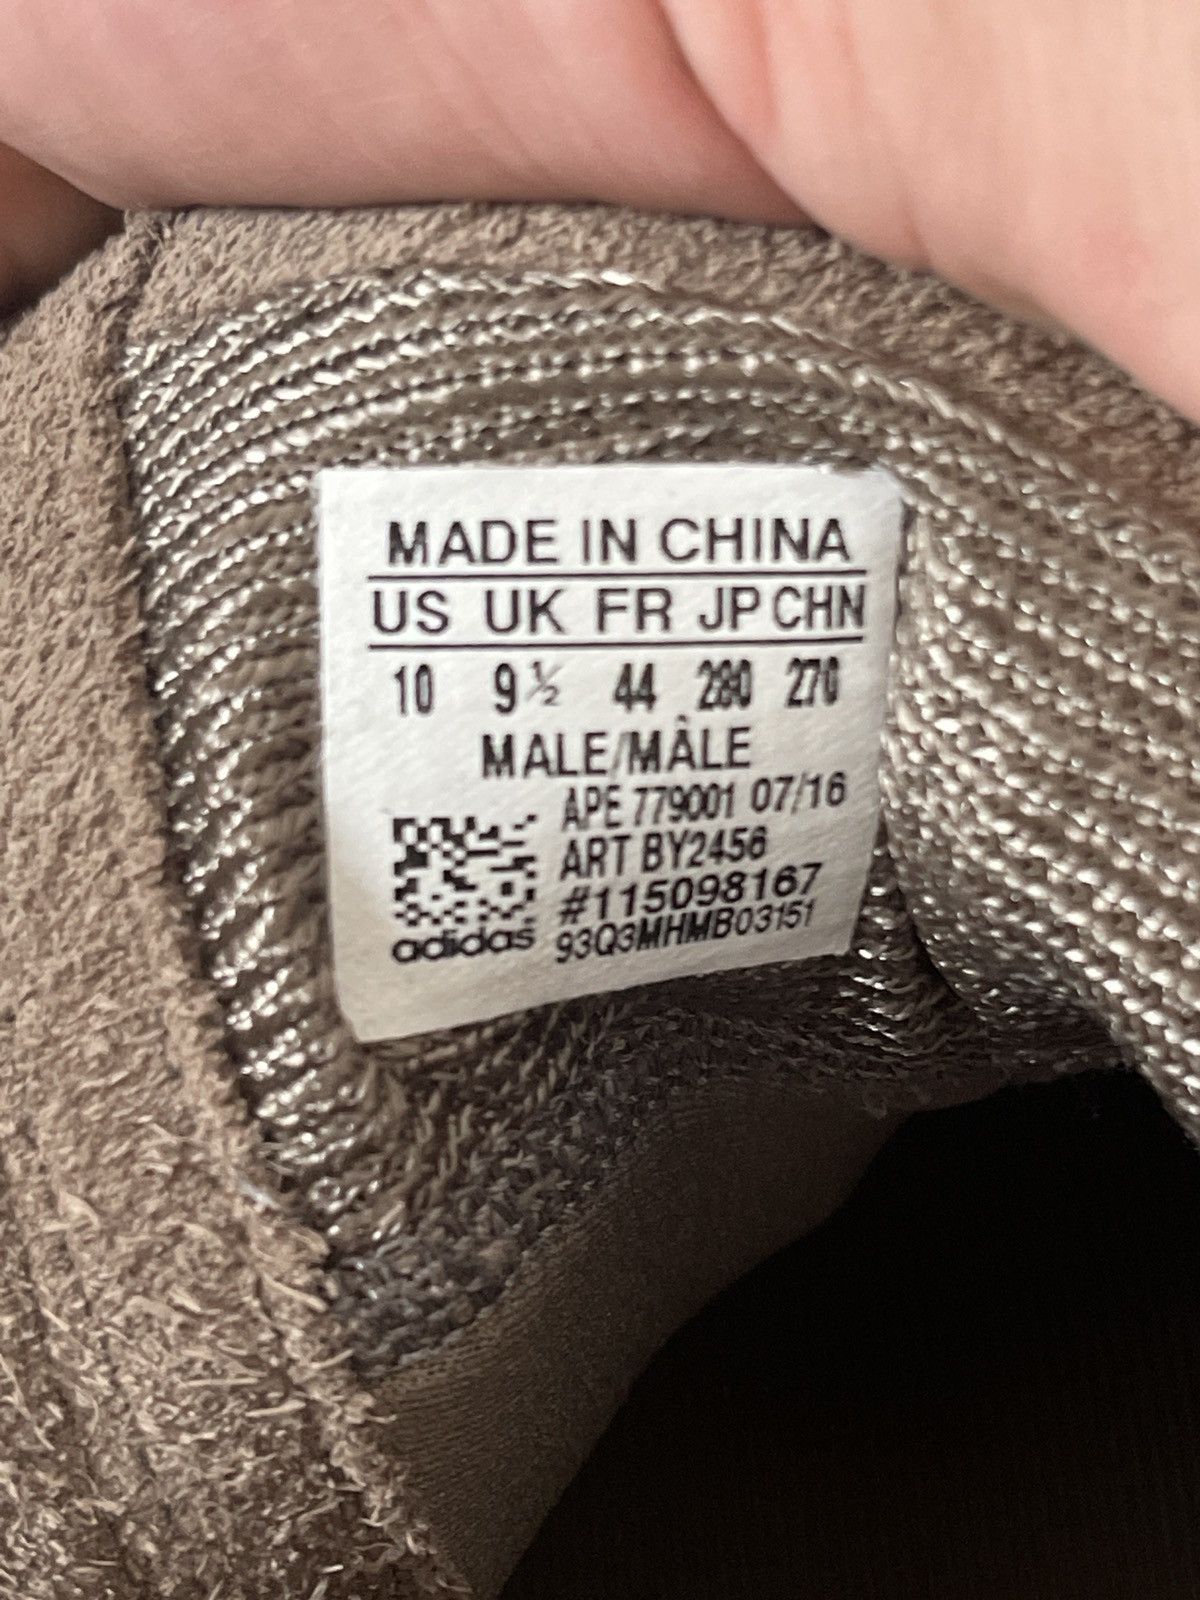 MADE IN CHINA
US UK FR JP CHN
10 9½ 44 280 270
MALE/MÂLE
APE 779001 07/16
ART BY2456
#115098167
93Q3MHMB03151
adidas